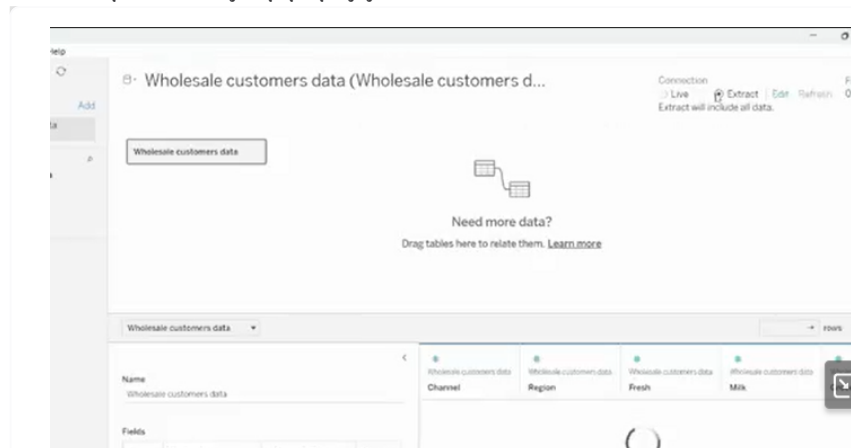 Help
Wholesale customers data (Wholesale customers d...
Connection
Live Extract Edit Refresh
Extract will include all data.
Add
Wholesale customers data
Need more data?
Drag tables here to relate them. Learn more
Wholesale customers data
rows
Name
Wholesale customers data
Fields
Wholesale customers data Wholesale customers data Wholesale customers data Wholesale customers data
Channel Region Fresh Milk